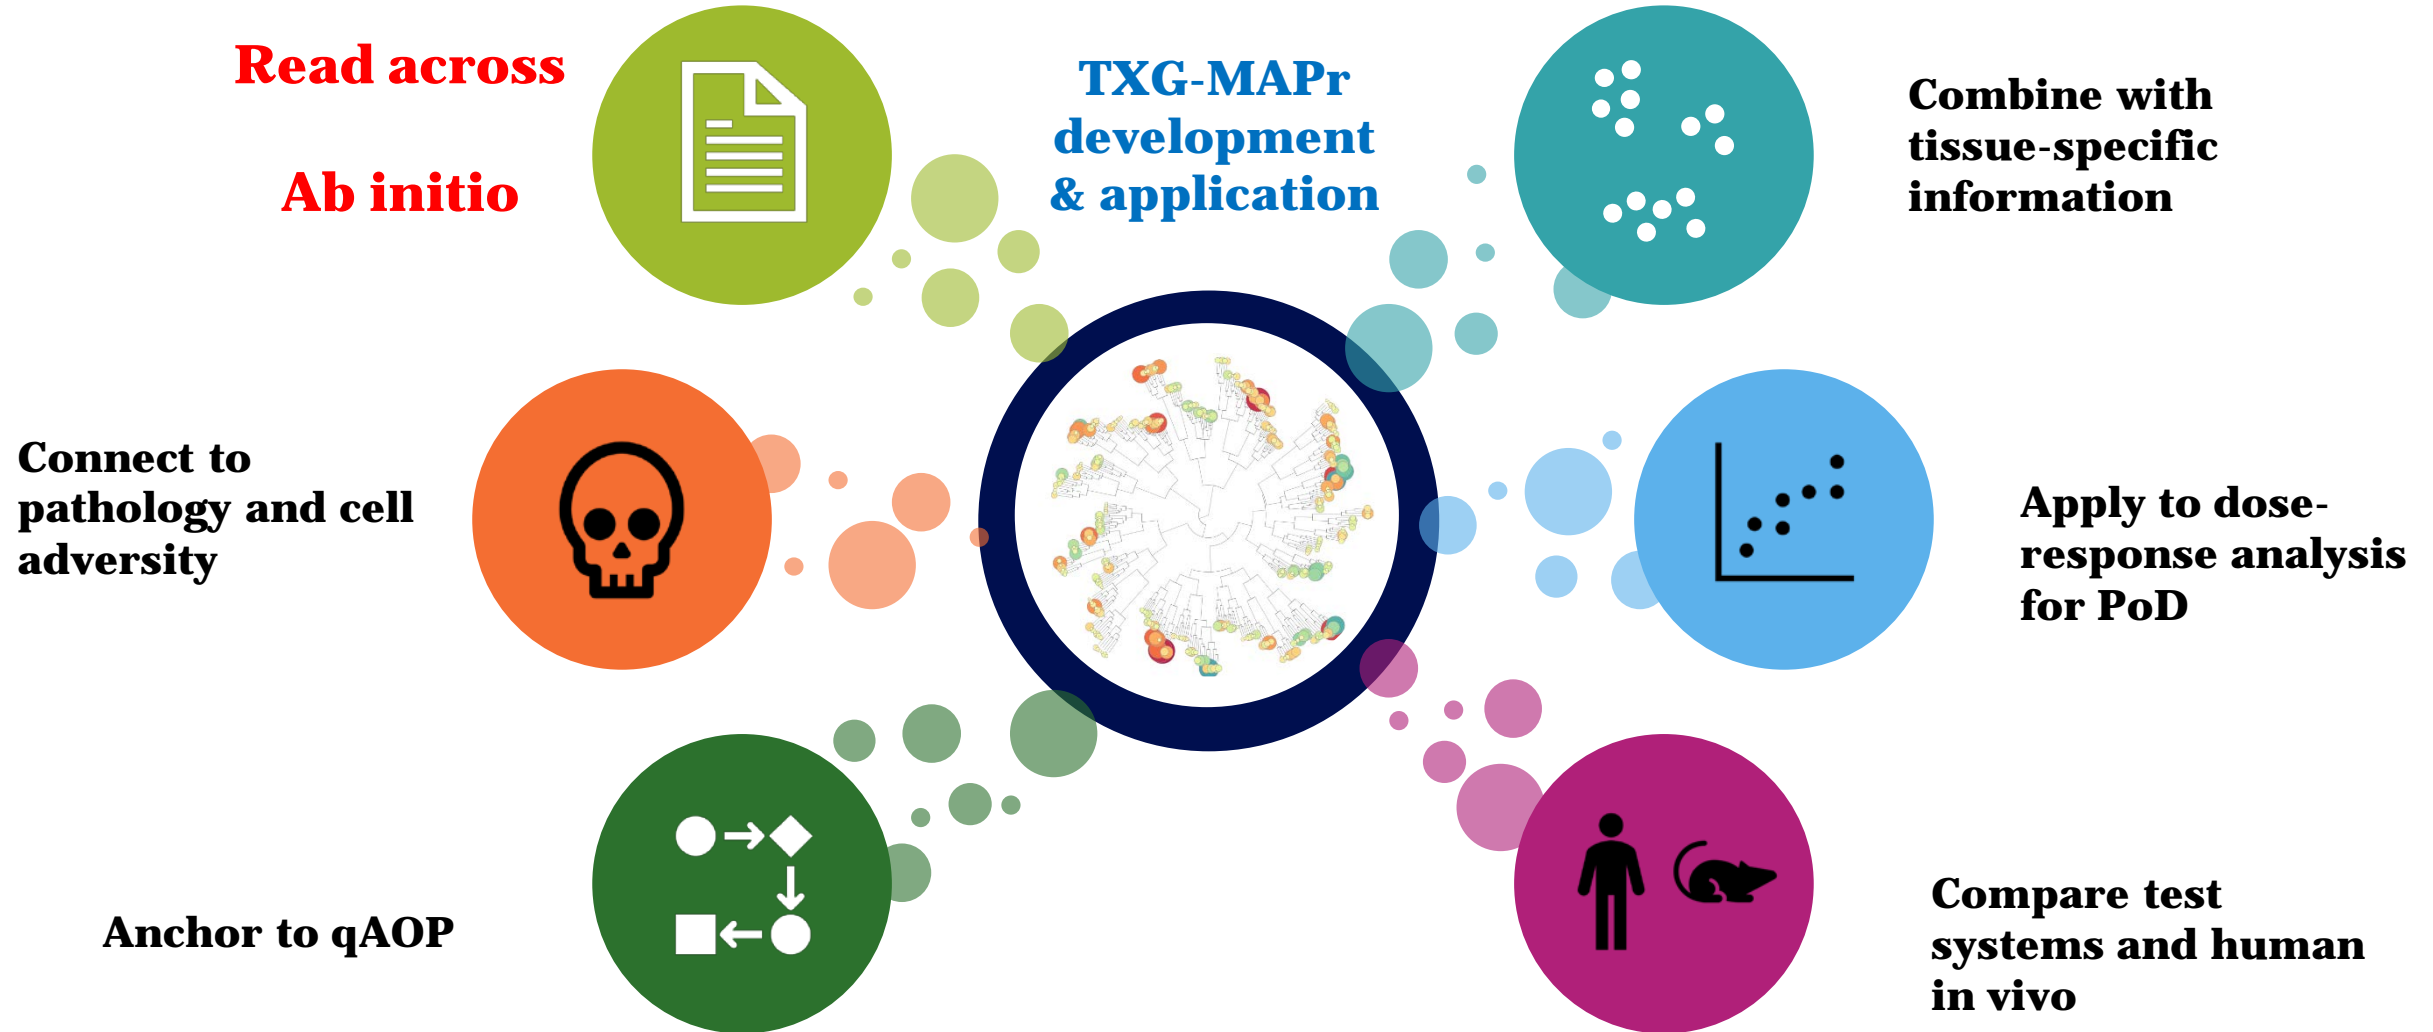 Read across
Ab initio
TXG-MAPr
development
& application
Combine with
tissue-specific
information
Connect to
pathology and cell
adversity
Apply to dose-
response analysis
for PoD
Anchor to qAOP
Compare test
systems and human
in vivo